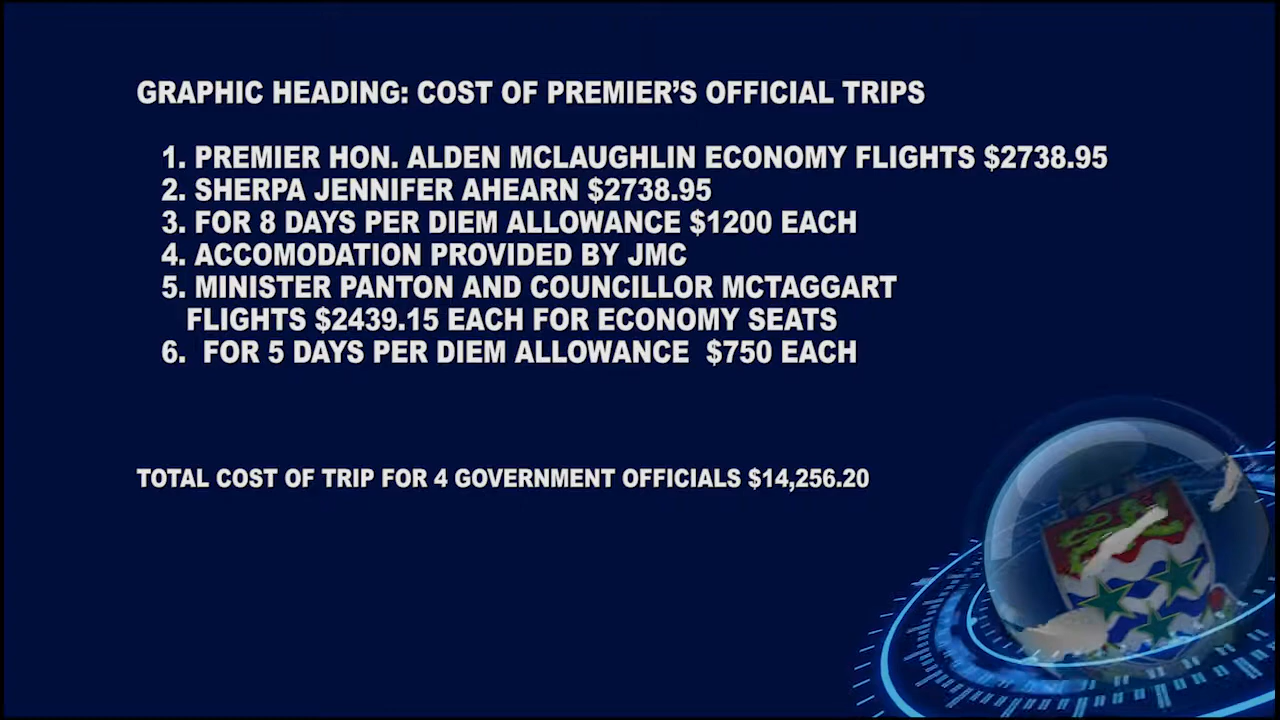 GRAPHIC HEADING: COST OF PREMIER'S OFFICIAL TRIPS
1. PREMIER HON. ALDEN MCLAUGHLIN ECONOMY FLIGHTS $2738.95
2. SHERPA JENNIFER AHEARN $2738.95
3. FOR 8 DAYS PER DIEM ALLOWANCE $1200 EACH
4. ACCOMODATION PROVIDED BY JMC
5. MINISTER PANTON AND COUNCILLOR MCTAGGART
FLIGHTS $2439.15 EACH FOR ECONOMY SEATS
6. FOR 5 DAYS PER DIEM ALLOWANCE $750 EACH
TOTAL COST OF TRIP FOR 4 GOVERNMENT OFFICIALS $14,256.20